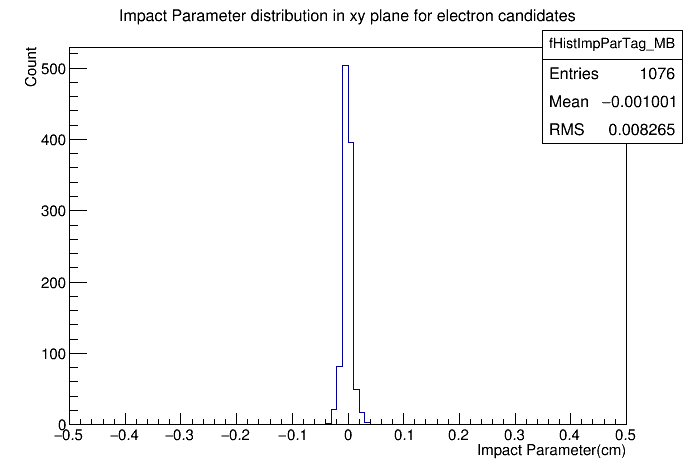 Impact Parameter distribution in xy plane for electron candidates
fHistImpParTag_MB
Entries 1076
Mean −0.001001
RMS 0.008265
Count
500
400
300
200
100
0
−0.5 −0.4 −0.3 −0.2 −0.1 0 0.1 0.2 0.3 0.4 0.5
Impact Parameter(cm)